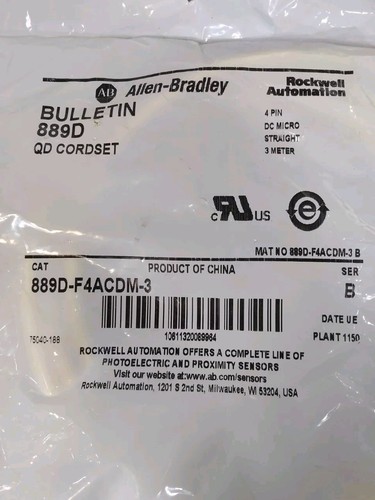 AB Allen-Bradley
Rockwell
Automation
BULLETIN
889D
QD CORDSET
4 PIN
DC MICRO
STRAIGHT
3 METER
c RU US
e
MAT NO 889D-F4ACDM-3 B
CAT
PRODUCT OF CHINA
SER
889D-F4ACDM-3
B
10611320089964
DATE UE
75040-188
PLANT 1150
ROCKWELL AUTOMATION OFFERS A COMPLETE LINE OF
PHOTOELECTRIC AND PROXIMITY SENSORS
Visit our website at:www.ab.com/sensors
Rockwell Automation, 1201 S 2nd St, Milwaukee, WI 53204, USA